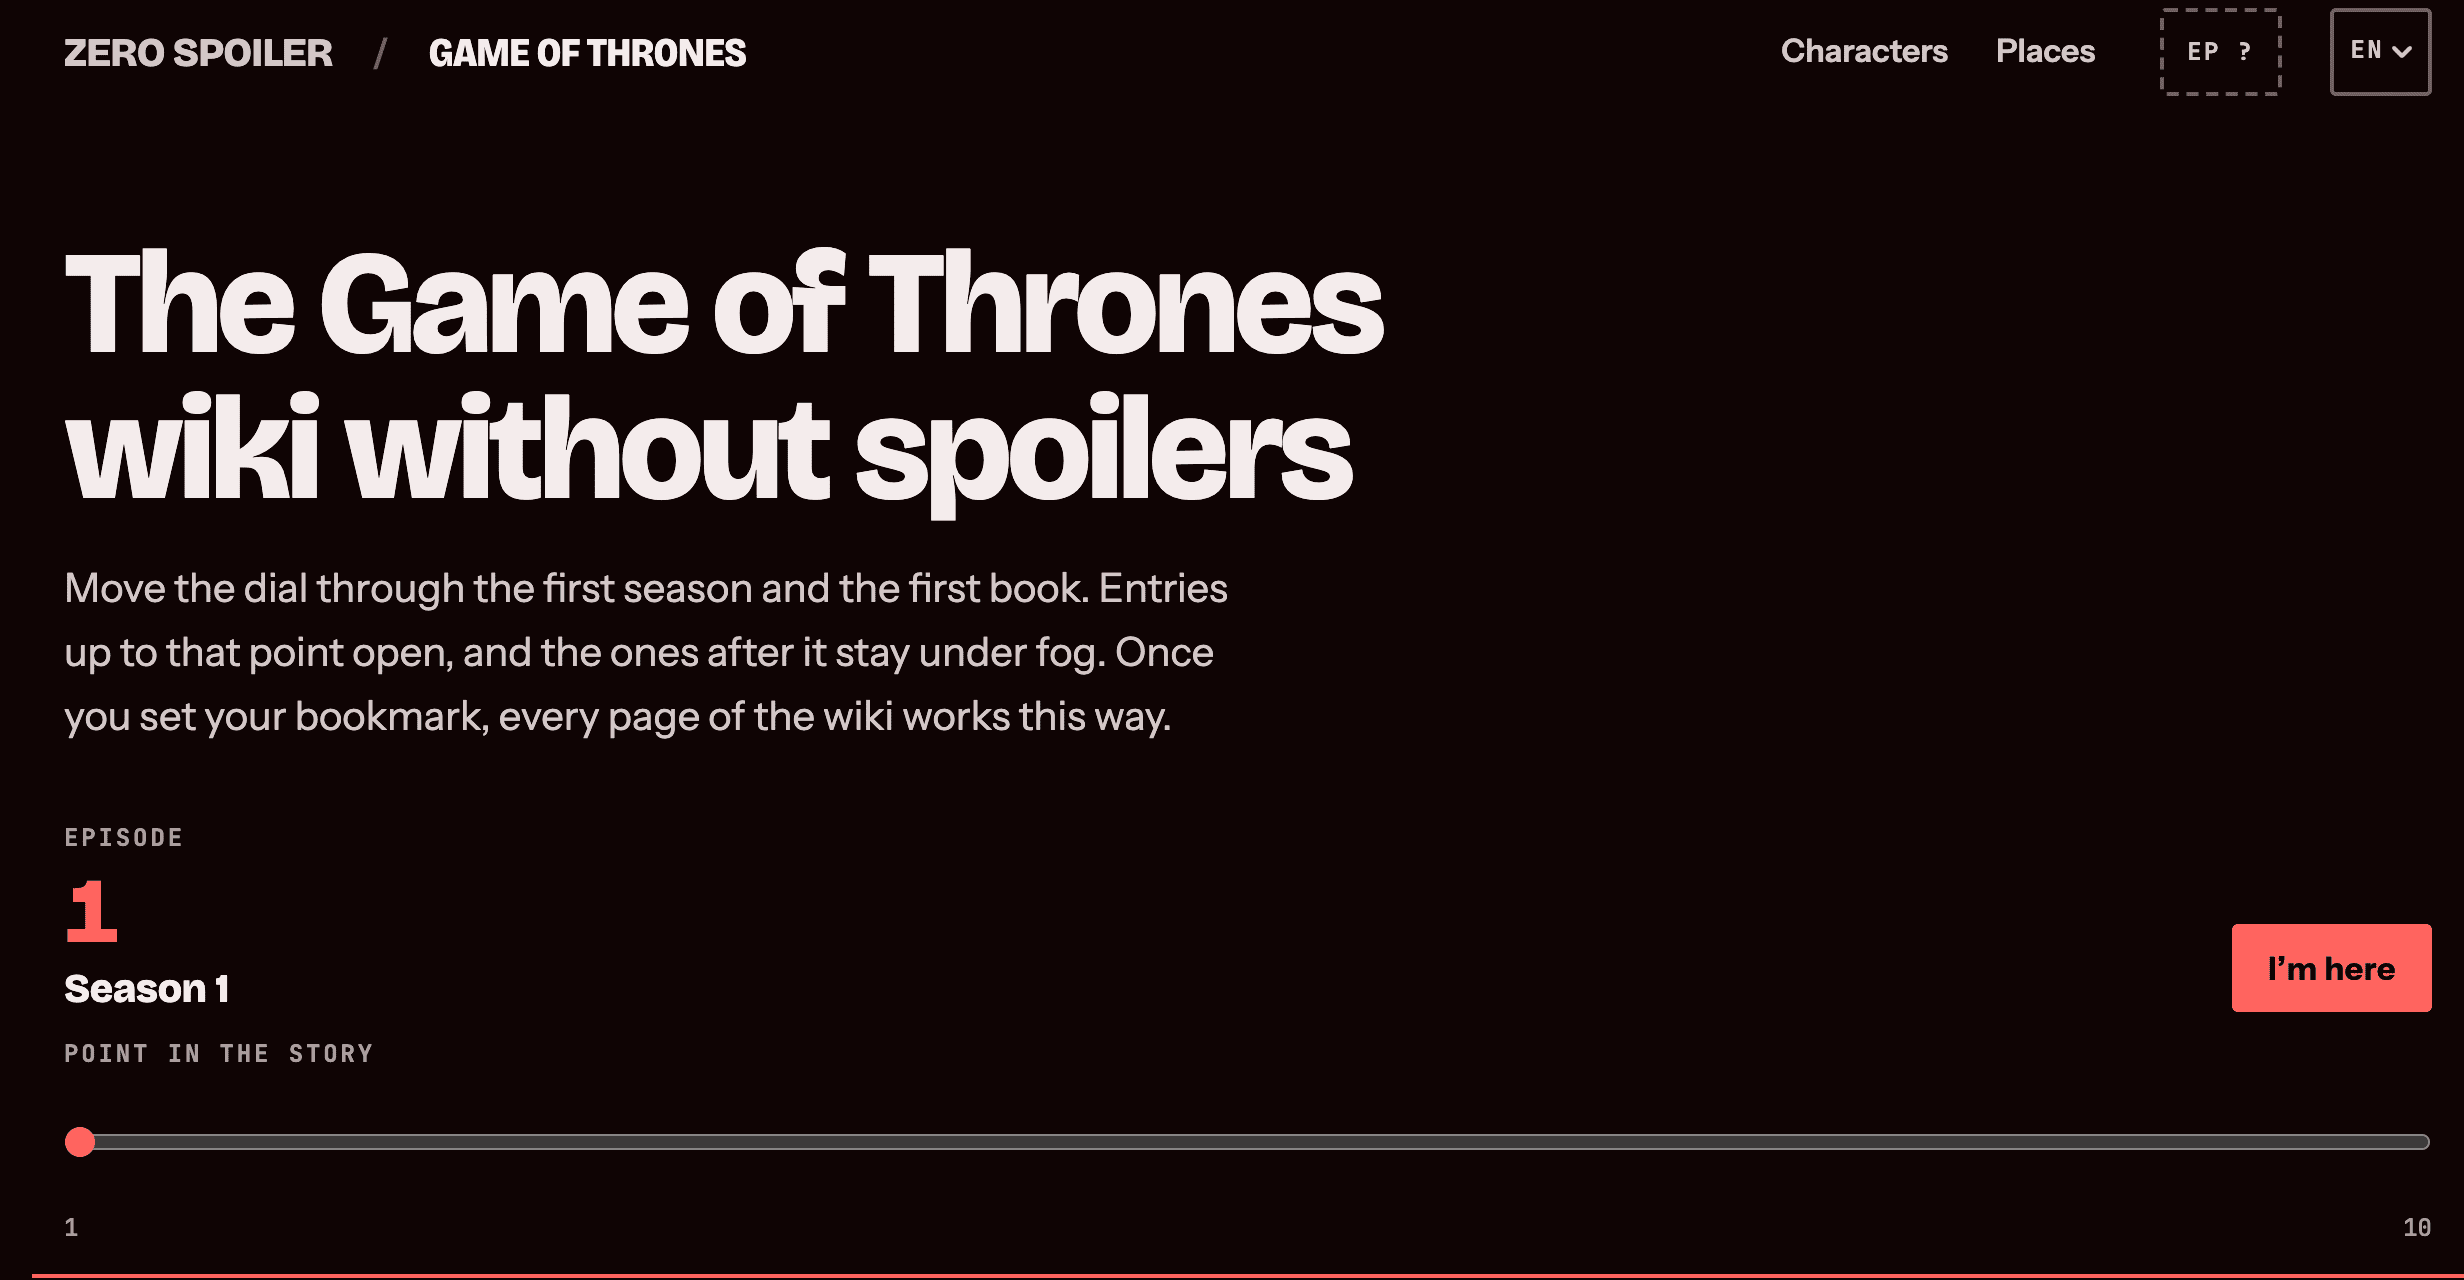 ZERO SPOILER / GAME OF THRONES
Characters Places EP ? EN
The Game of Thrones
wiki without spoilers
Move the dial through the first season and the first book. Entries
up to that point open, and the ones after it stay under fog. Once
you set your bookmark, every page of the wiki works this way.
EPISODE
1
Season 1
I’m here
POINT IN THE STORY
1 10